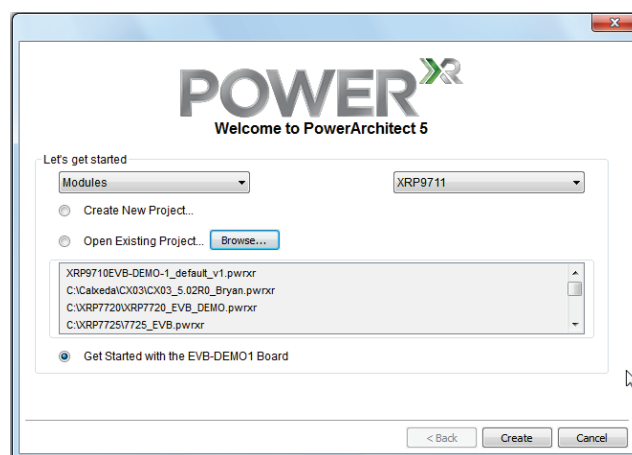 POWER XR
Welcome to PowerArchitect 5
Let's get started
Modules
XRP9711
Create New Project...
Open Existing Project... Browse...
XRP9710EVB-DEMO-1_default_v1.pwrxr
C:\Calxeda\CX03\CX03_5.02R0_Bryan.pwrxr
C:\XRP7720\XRP7720_EVB_DEMO.pwrxr
C:\XRP7725\7725_EVB.pwrxr
Get Started with the EVB-DEMO1 Board
< Back Create Cancel